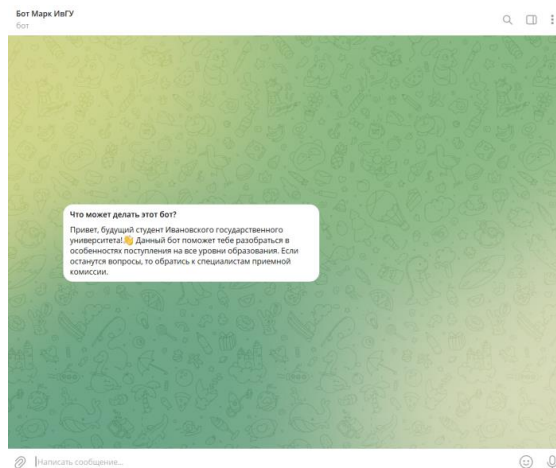 Бот Марк ИвГУ
бот
Что может делать этот бот?
Привет, будущий студент Ивановского государственного
университета!👋 Данный бот поможет тебе разобраться в
особенностях поступления на все уровни образования. Если
останутся вопросы, то обратись к специалистам приемной
комиссии.
Написать сообщение...